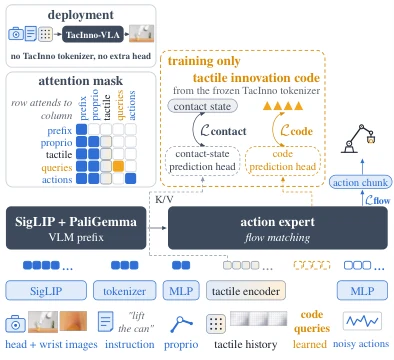 deployment
TacInno-VLA
no TacInno tokenizer, no extra head
attention mask
row attends to
column
prefix
proprio
tactile
queries
actions
prefix
proprio
tactile
queries
actions
training only
tactile innovation code
from the frozen TacInno tokenizer
contact state
ℒcontact
ℒcode
contact-state
prediction head
code
prediction head
action chunk
ℒflow
K/V
SigLIP + PaliGemma
VLM prefix
action expert
flow matching
...
...
SigLIP
tokenizer
MLP
tactile encoder
MLP
head + wrist images
"lift
the can"
instruction
proprio
tactile history
code
queries
learned
noisy actions